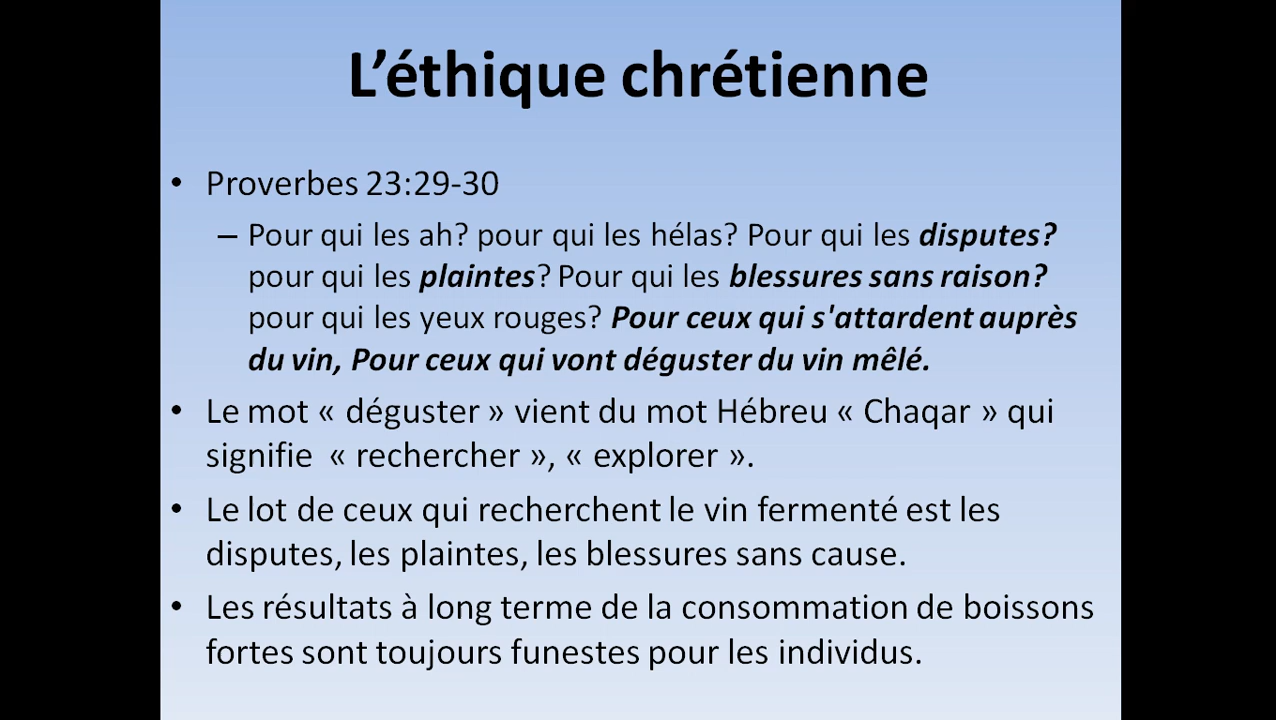 L’éthique chrétienne
• Proverbes 23:29-30
– Pour qui les ah? pour qui les hélas? Pour qui les disputes?
pour qui les plaintes? Pour qui les blessures sans raison?
pour qui les yeux rouges? Pour ceux qui s'attardent auprès
du vin, Pour ceux qui vont déguster du vin mêlé.
• Le mot « déguster » vient du mot Hébreu « Chaqar » qui
signifie « rechercher », « explorer ».
• Le lot de ceux qui recherchent le vin fermenté est les
disputes, les plaintes, les blessures sans cause.
• Les résultats à long terme de la consommation de boissons
fortes sont toujours funestes pour les individus.